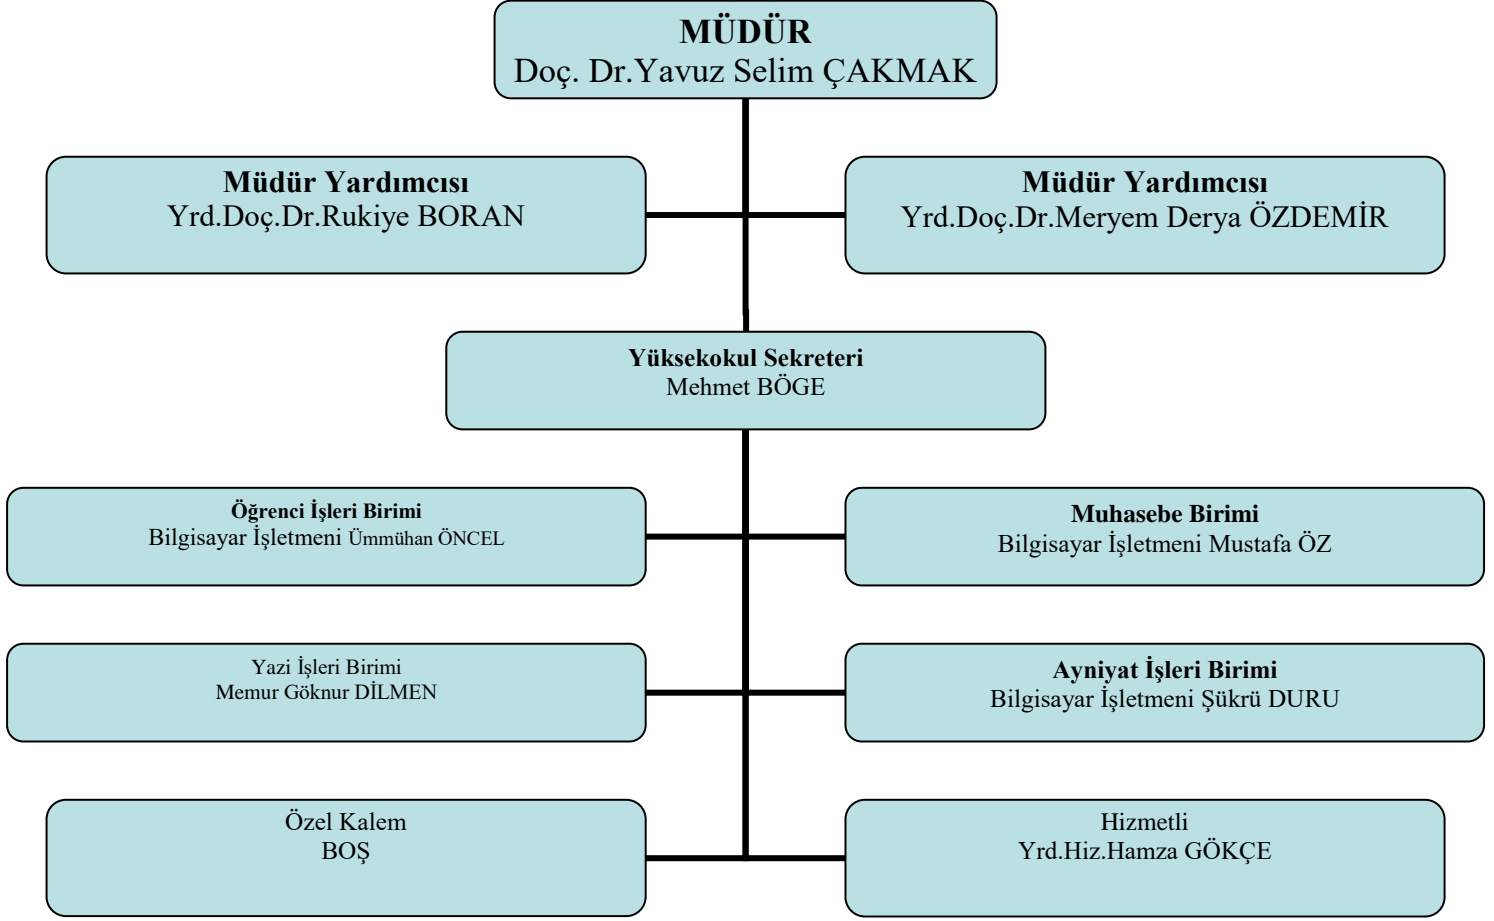 MÜDÜR
Doç. Dr.Yavuz Selim ÇAKMAK
Müdür Yardımcısı
Yrd.Doç.Dr.Rukiye BORAN
Müdür Yardımcısı
Yrd.Doç.Dr.Meryem Derya ÖZDEMİR
Yüksekokul Sekreteri
Mehmet BÖGE
Öğrenci İşleri Birimi
Bilgisayar İşletmeni Ümmühan ÖNCEL
Muhasebe Birimi
Bilgisayar İşletmeni Mustafa ÖZ
Yazi İşleri Birimi
Memur Göknur DİLMEN
Ayniyat İşleri Birimi
Bilgisayar İşletmeni Şükrü DURU
Özel Kalem
BOŞ
Hizmetli
Yrd.Hiz.Hamza GÖKÇE